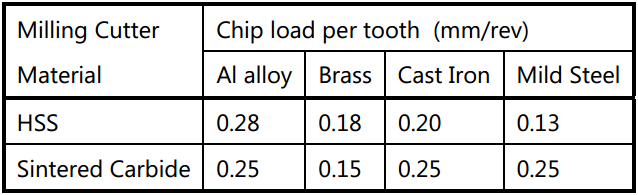 Milling Cutter Material Chip load per tooth (mm/rev)
Al alloy Brass Cast Iron Mild Steel
HSS 0.28 0.18 0.20 0.13
Sintered Carbide 0.25 0.15 0.25 0.25